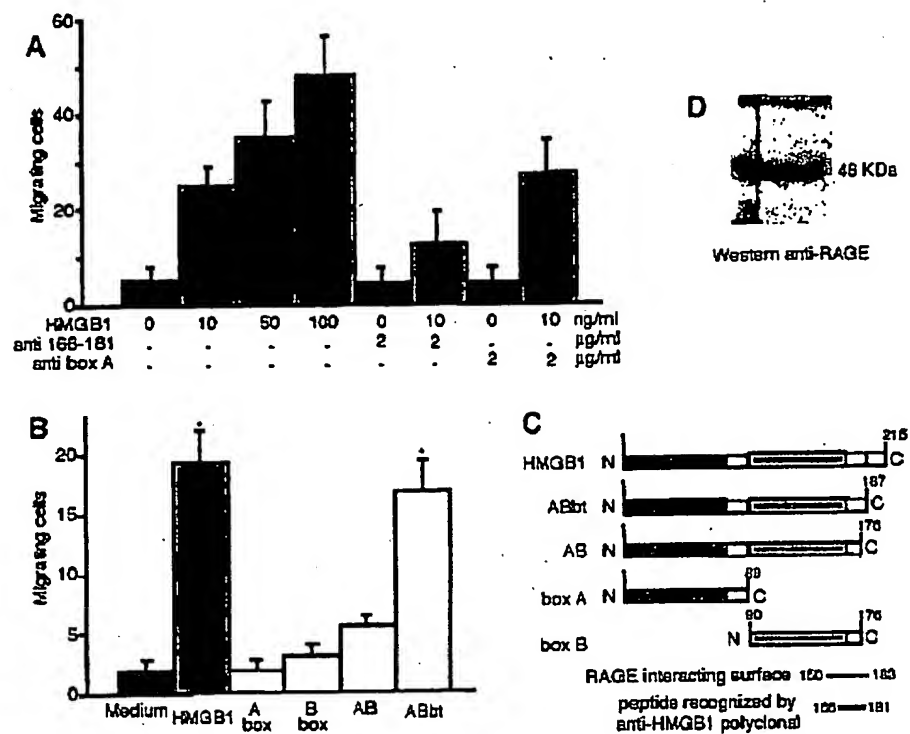 A
Migrating cells
60
40
20
0
HMGB1 0 10 50 100 0 10 0 10 ng/ml
anti 166-181 - - - - 2 2 - - μg/ml
anti box A - - - - - - 2 2 μg/ml
D
48 KDa
Western anti-RAGE
B
Migrating cells
20
15
10
5
0
* *
Medium HMGB1 A box B box AB ABbt
C
HMGB1 N 215 C
ABbt N 187 C
AB N 176 C
box A N 89 C
box B N 90 176 C
RAGE interacting surface 150 183
peptide recognized by 166 181
anti-HMGB1 polyclonal